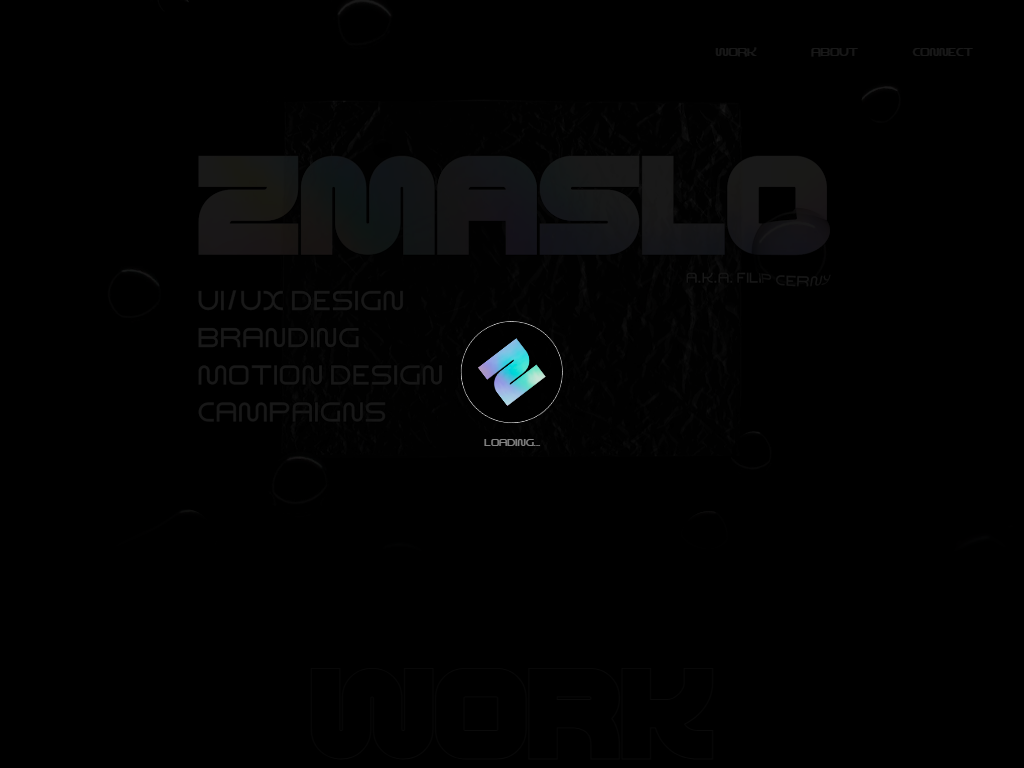 WORK ABOUT CONNECT
ZMASLO
A.K.A. FILIP CERNY
UI/UX DESIGN
BRANDING
MOTION DESIGN
CAMPAIGNS
LOADING...
WORK